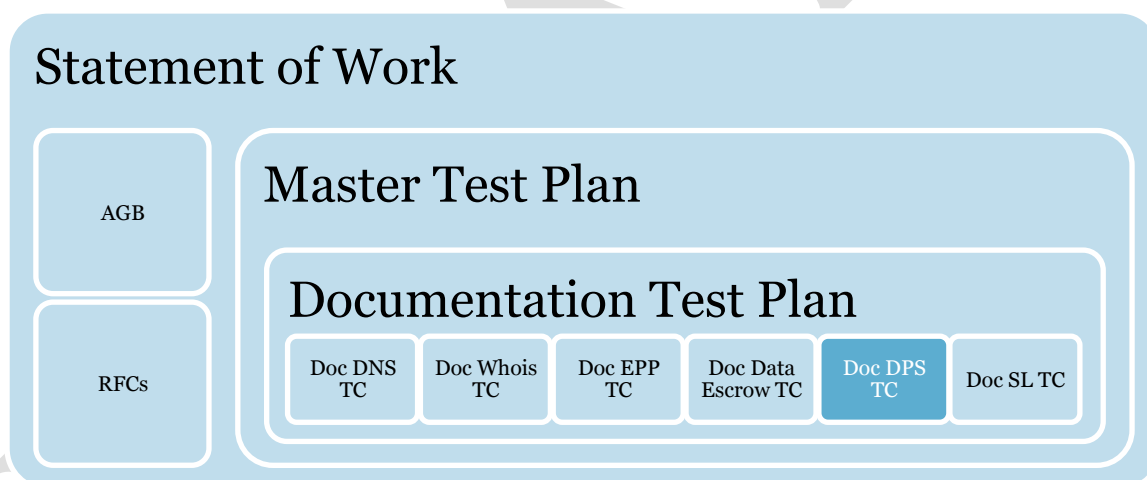 Statement of Work
AGB
RFCs
Master Test Plan
Documentation Test Plan
Doc DNS
TC
Doc Whois
TC
Doc EPP
TC
Doc Data
Escrow TC
Doc DPS
TC
Doc SL TC